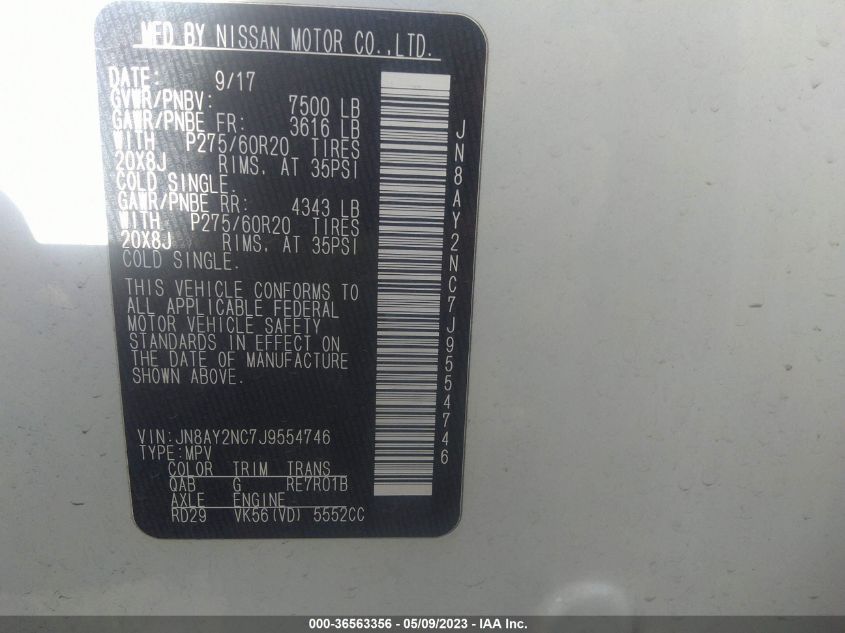 MFD BY NISSAN MOTOR CO.,LTD.
DATE: 9/17
GVWR/PNBV: 7500 LB
GAWR/PNBE FR: 3616 LB
WITH P275/60R20 TIRES
20X8J RIMS. AT 35PSI
COLD SINGLE.
GAWR/PNBE RR: 4343 LB
WITH P275/60R20 TIRES
20X8J RIMS. AT 35PSI
COLD SINGLE.
THIS VEHICLE CONFORMS TO
ALL APPLICABLE FEDERAL
MOTOR VEHICLE SAFETY
STANDARDS IN EFFECT ON
THE DATE OF MANUFACTURE
SHOWN ABOVE.
VIN:JN8AY2NC7J9554746
TYPE:MPV
COLOR TRIM TRANS
QAB G RE7R01B
AXLE ENGINE
RD29 VK56(VD) 5552CC
JN8AY2NC7J9554746
000-36563356 - 05/09/2023 - IAA Inc.